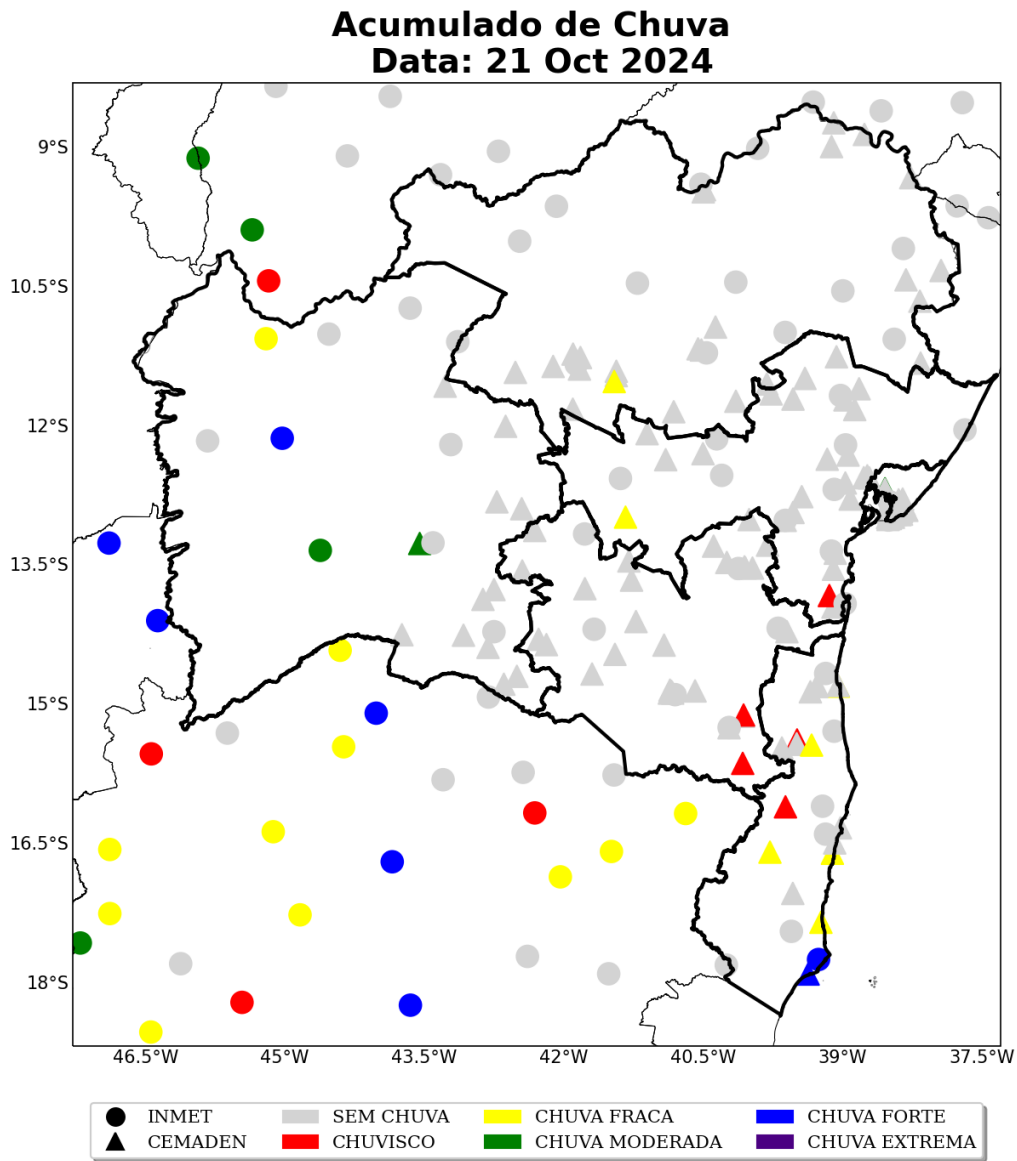 Acumulado de Chuva
Data: 21 Oct 2024
9°S
10.5°S
12°S
13.5°S
15°S
16.5°S
18°S
46.5°W 45°W 43.5°W 42°W 40.5°W 39°W 37.5°W
INMET SEM CHUVA CHUVA FRACA CHUVA FORTE
CEMADEN CHUVISCO CHUVA MODERADA CHUVA EXTREMA